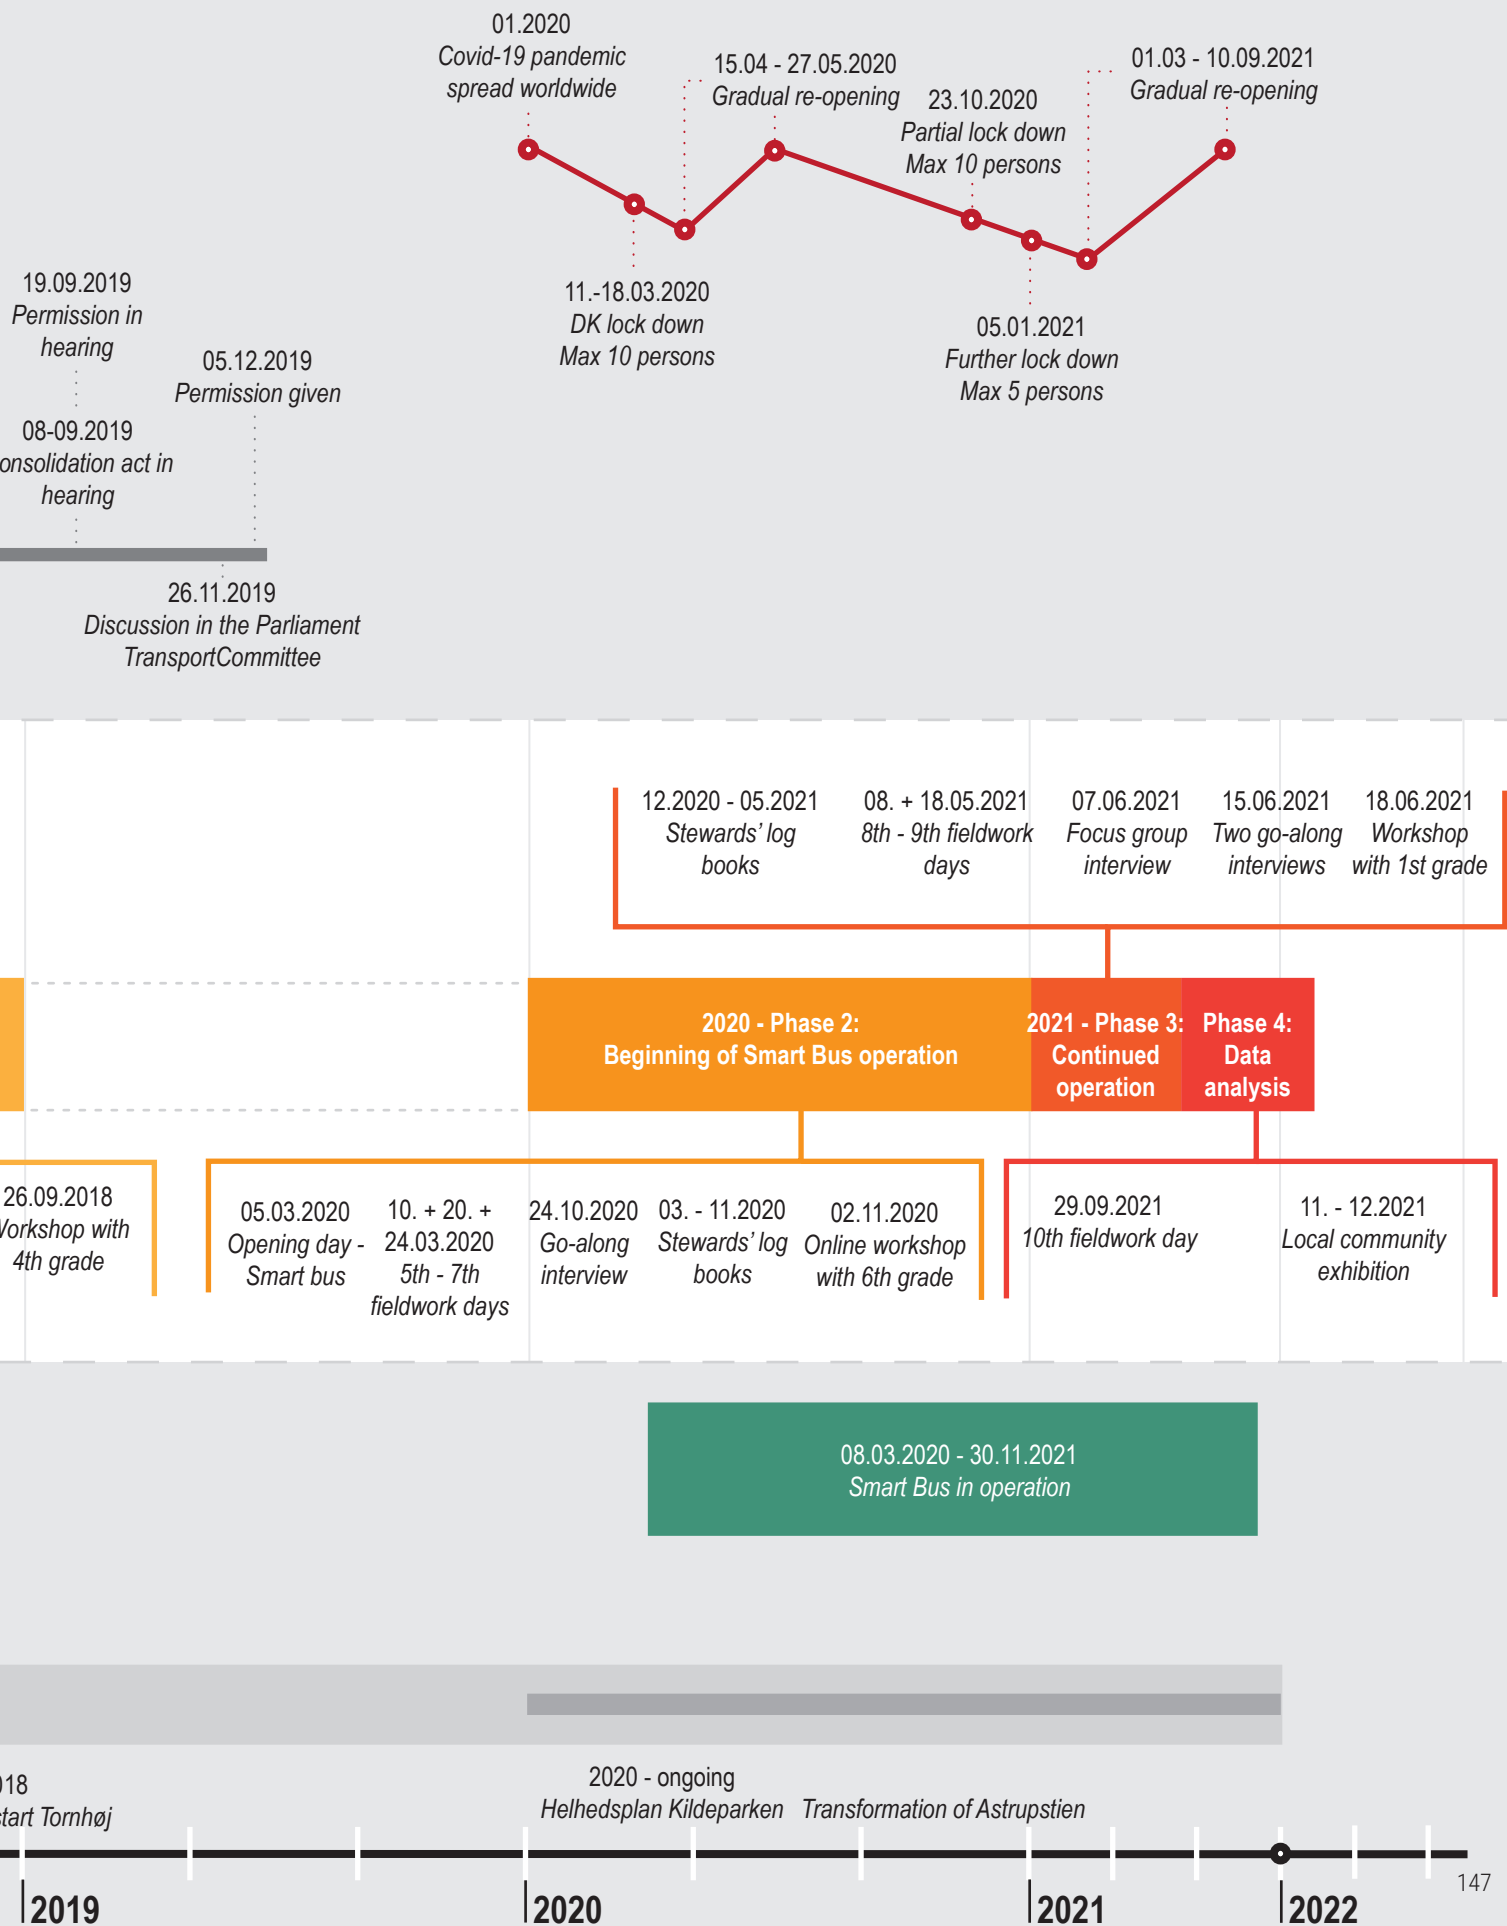 01.2020
Covid-19 pandemic
spread worldwide
15.04 - 27.05.2020
Gradual re-opening
23.10.2020
Partial lock down
Max 10 persons
01.03 - 10.09.2021
Gradual re-opening
11.-18.03.2020
DK lock down
Max 10 persons
05.01.2021
Further lock down
Max 5 persons
19.09.2019
Permission in
hearing
05.12.2019
Permission given
08-09.2019
onsolidation act in
hearing
26.11.2019
Discussion in the Parliament
TransportCommittee
12.2020 - 05.2021
Stewards’ log
books
08. + 18.05.2021
8th - 9th fieldwork
days
07.06.2021
Focus group
interview
15.06.2021
Two go-along
interviews
18.06.2021
Workshop
with 1st grade
2020 - Phase 2:
Beginning of Smart Bus operation
2021 - Phase 3:
Continued
operation
Phase 4:
Data
analysis
26.09.2018
Workshop with
4th grade
05.03.2020
Opening day -
Smart bus
10. + 20. +
24.03.2020
5th - 7th
fieldwork days
24.10.2020
Go-along
interview
03. - 11.2020
Stewards’ log
books
02.11.2020
Online workshop
with 6th grade
29.09.2021
10th fieldwork day
11. - 12.2021
Local community
exhibition
08.03.2020 - 30.11.2021
Smart Bus in operation
018
start Tornhøj
2020 - ongoing
Helhedsplan Kildeparken Transformation of Astrupstien
147
2019
2020
2021
2022